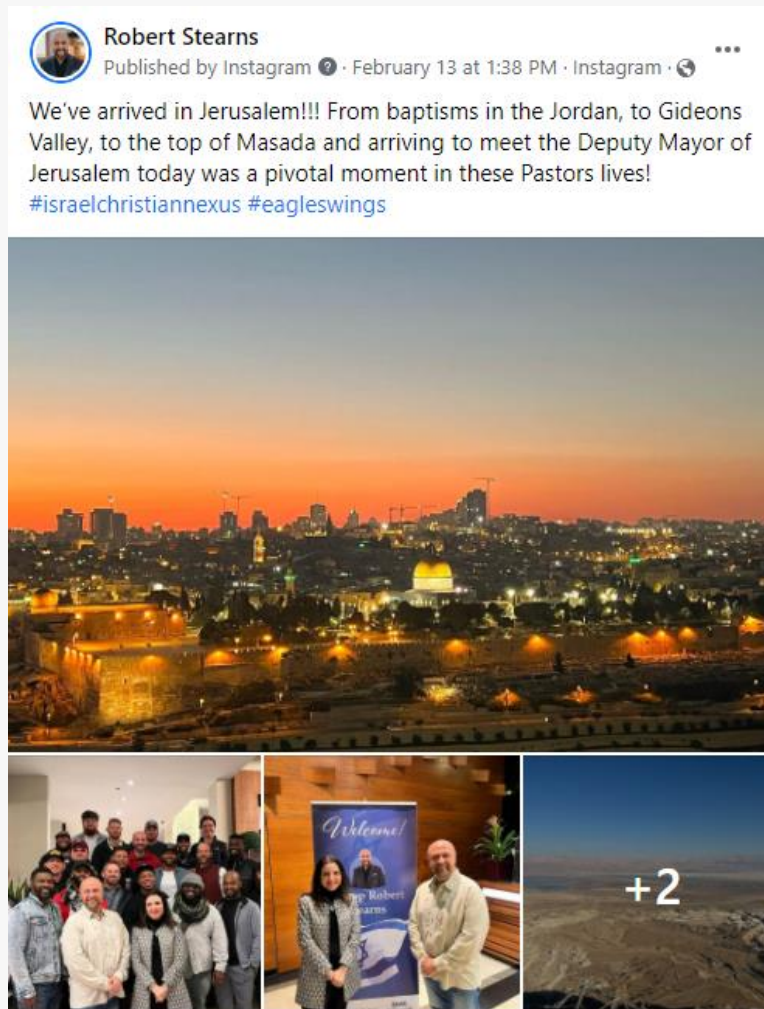 Robert Stearns
Published by Instagram · February 13 at 1:38 PM · Instagram ·
We've arrived in Jerusalem!!! From baptisms in the Jordan, to Gideons
Valley, to the top of Masada and arriving to meet the Deputy Mayor of
Jerusalem today was a pivotal moment in these Pastors lives!
#israelchristiannexus #eagleswings
Welcome!
Robert
+2